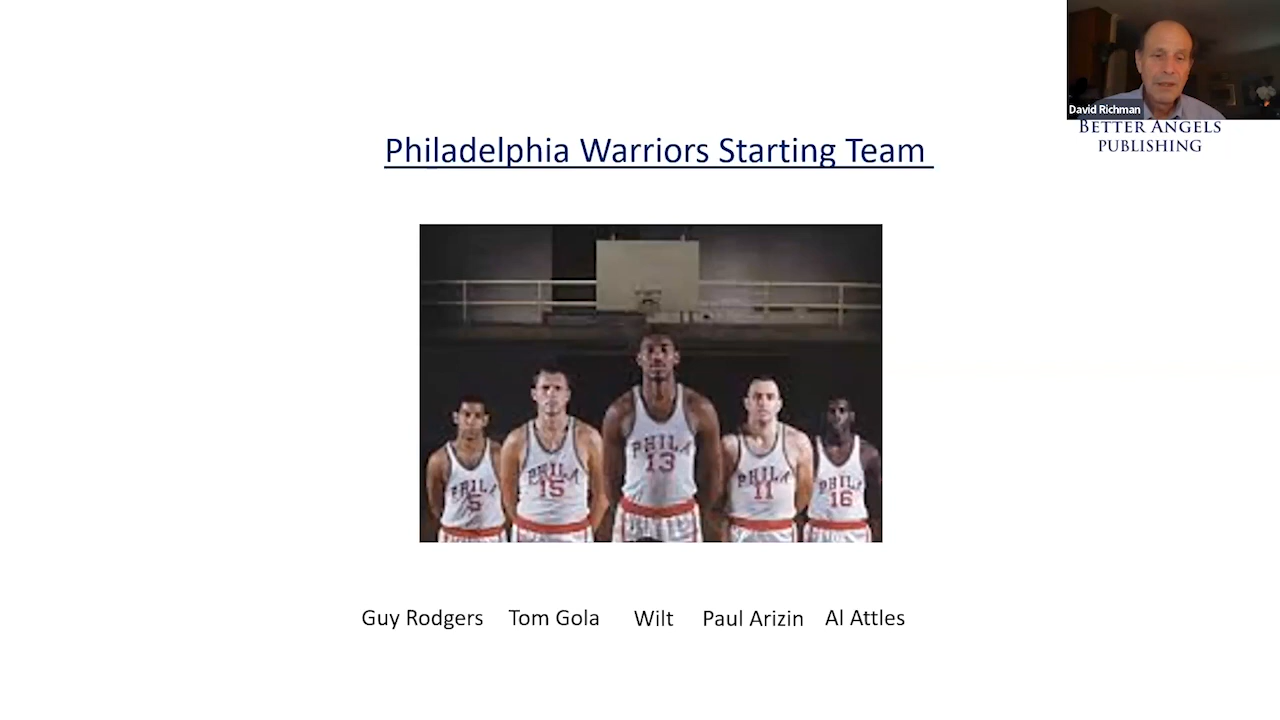 David Richman
BETTER ANGELS
PUBLISHING
Philadelphia Warriors Starting Team
PHILA
5
PHILA
15
PHILA
13
PHILA
11
PHILA
16
Guy Rodgers Tom Gola Wilt Paul Arizin Al Attles